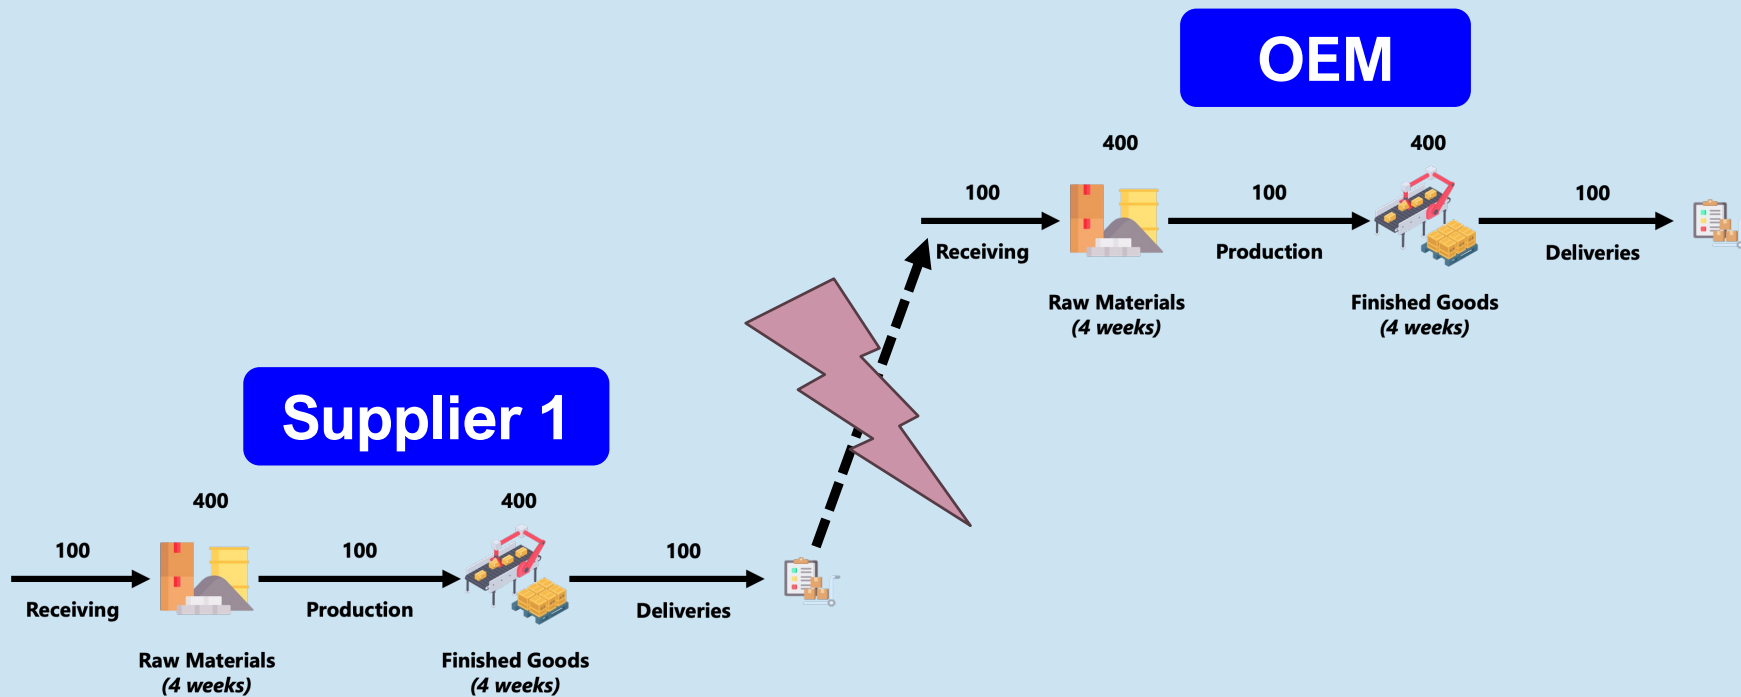 OEM
400
400
100
100
100
Receiving
Production
Deliveries
Raw Materials
(4 weeks)
Finished Goods
(4 weeks)
Supplier 1
400
400
100
100
100
Receiving
Production
Deliveries
Raw Materials
(4 weeks)
Finished Goods
(4 weeks)